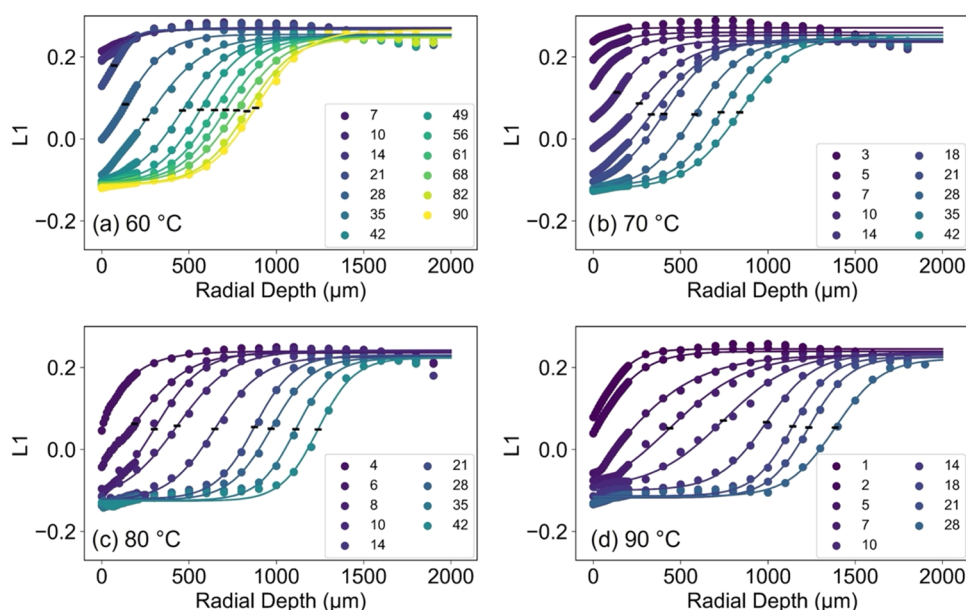 0.2
0.0
−0.2
L1
(a) 60 °C
7 49
10 56
14 61
21 68
28 82
35 90
42
0 500 1000 1500 2000
Radial Depth (µm)
0.2
0.0
−0.2
L1
(b) 70 °C
3 18
5 21
7 28
10 35
14 42
0 500 1000 1500 2000
Radial Depth (µm)
0.2
0.0
−0.2
L1
(c) 80 °C
4 21
6 28
8 35
10 42
14
0 500 1000 1500 2000
Radial Depth (µm)
0.2
0.0
−0.2
L1
(d) 90 °C
1 14
2 18
5 21
7 28
10
0 500 1000 1500 2000
Radial Depth (µm)